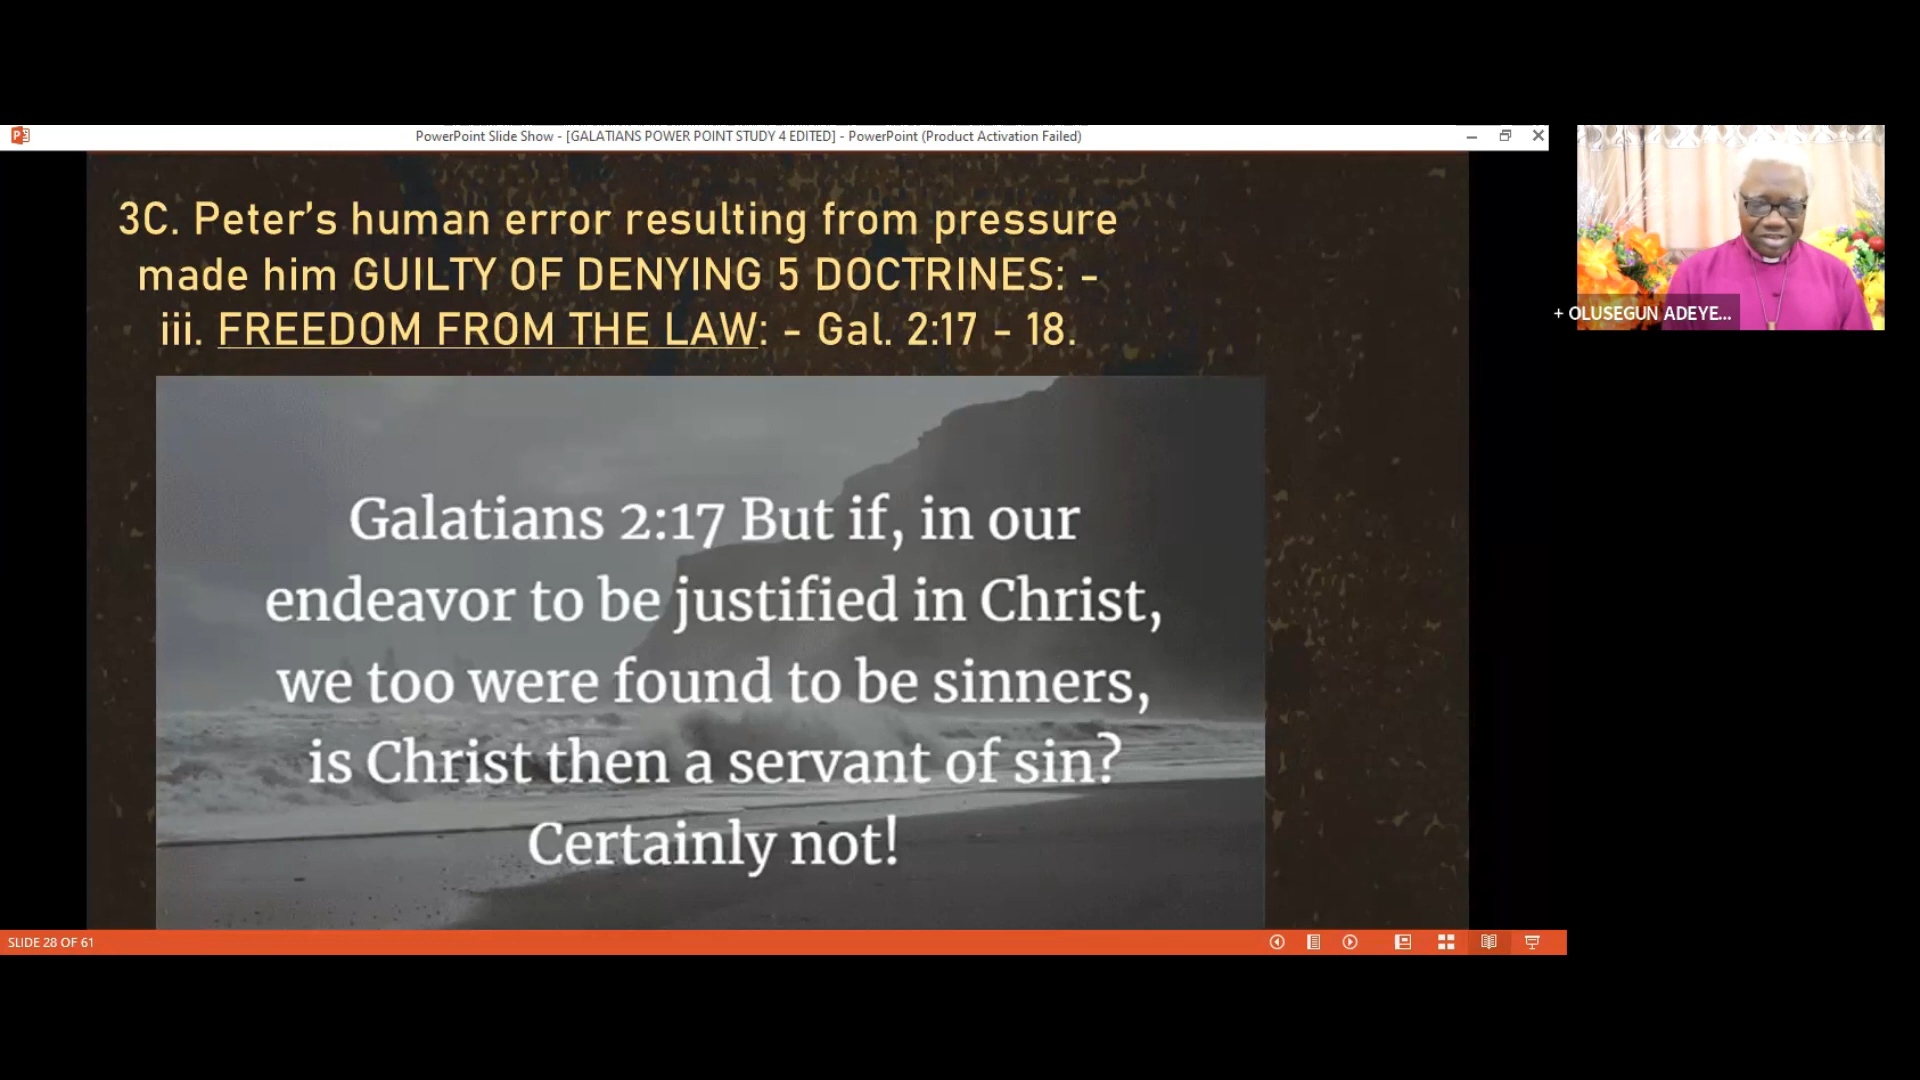 PowerPoint Slide Show - [GALATIANS POWER POINT STUDY 4 EDITED] - PowerPoint (Product Activation Failed)
3C. Peter's human error resulting from pressure
made him GUILTY OF DENYING 5 DOCTRINES: -
iii. FREEDOM FROM THE LAW: - Gal. 2:17 - 18.
Galatians 2:17 But if, in our
endeavor to be justified in Christ,
we too were found to be sinners,
is Christ then a servant of sin?
Certainly not!
+ OLUSEGUN ADEYE...
SLIDE 28 OF 61